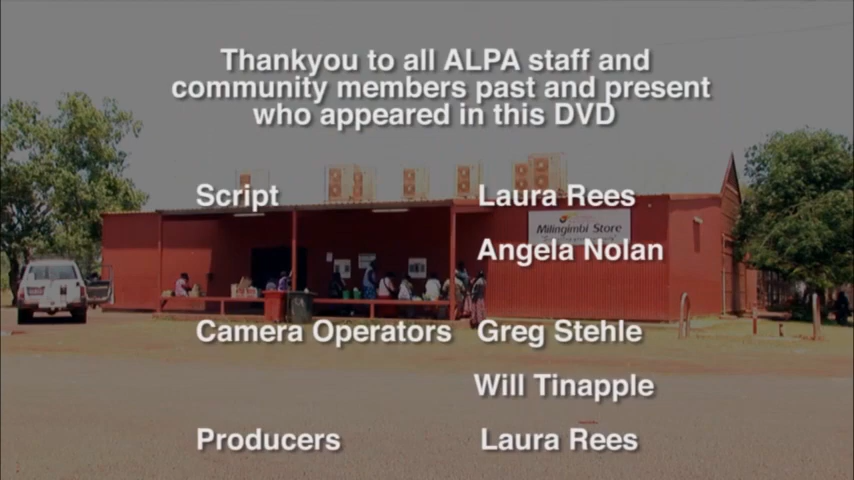 Thankyou to all ALPA staff and
community members past and present
who appeared in this DVD
Script Laura Rees
Milingimbi Store
Angela Nolan
Camera Operators Greg Stehle
Will Tinapple
Producers Laura Rees